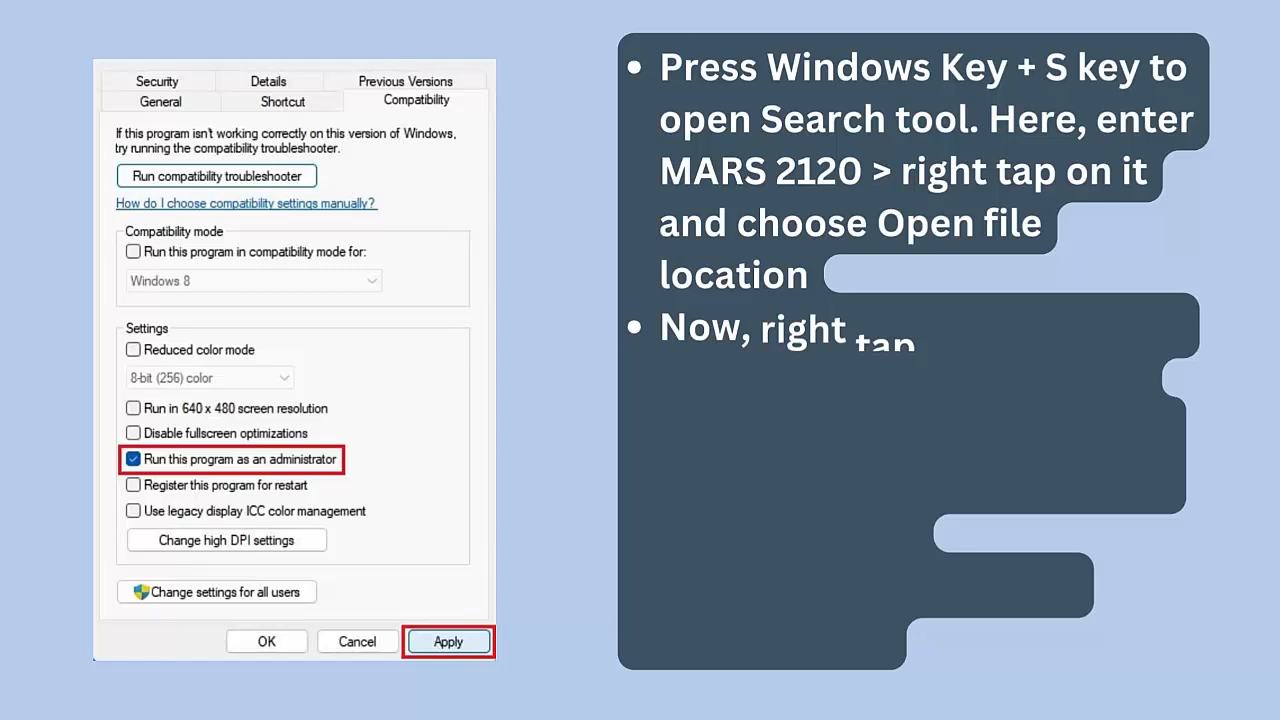 Security
Details
Previous Versions
General
Shortcut
Compatibility
If this program isn't working correctly on this version of Windows,
try running the compatibility troubleshooter.
Run compatibility troubleshooter
How do I choose compatibility settings manually?
Compatibility mode
Run this program in compatibility mode for:
Windows 8
Settings
Reduced color mode
8-bit (256) color
Run in 640 x 480 screen resolution
Disable fullscreen optimizations
Run this program as an administrator
Register this program for restart
Use legacy display ICC color management
Change high DPI settings
Change settings for all users
OK
Cancel
Apply
• Press Windows Key + S key to
open Search tool. Here, enter
MARS 2120 > right tap on it
and choose Open file
location
• Now, right tap